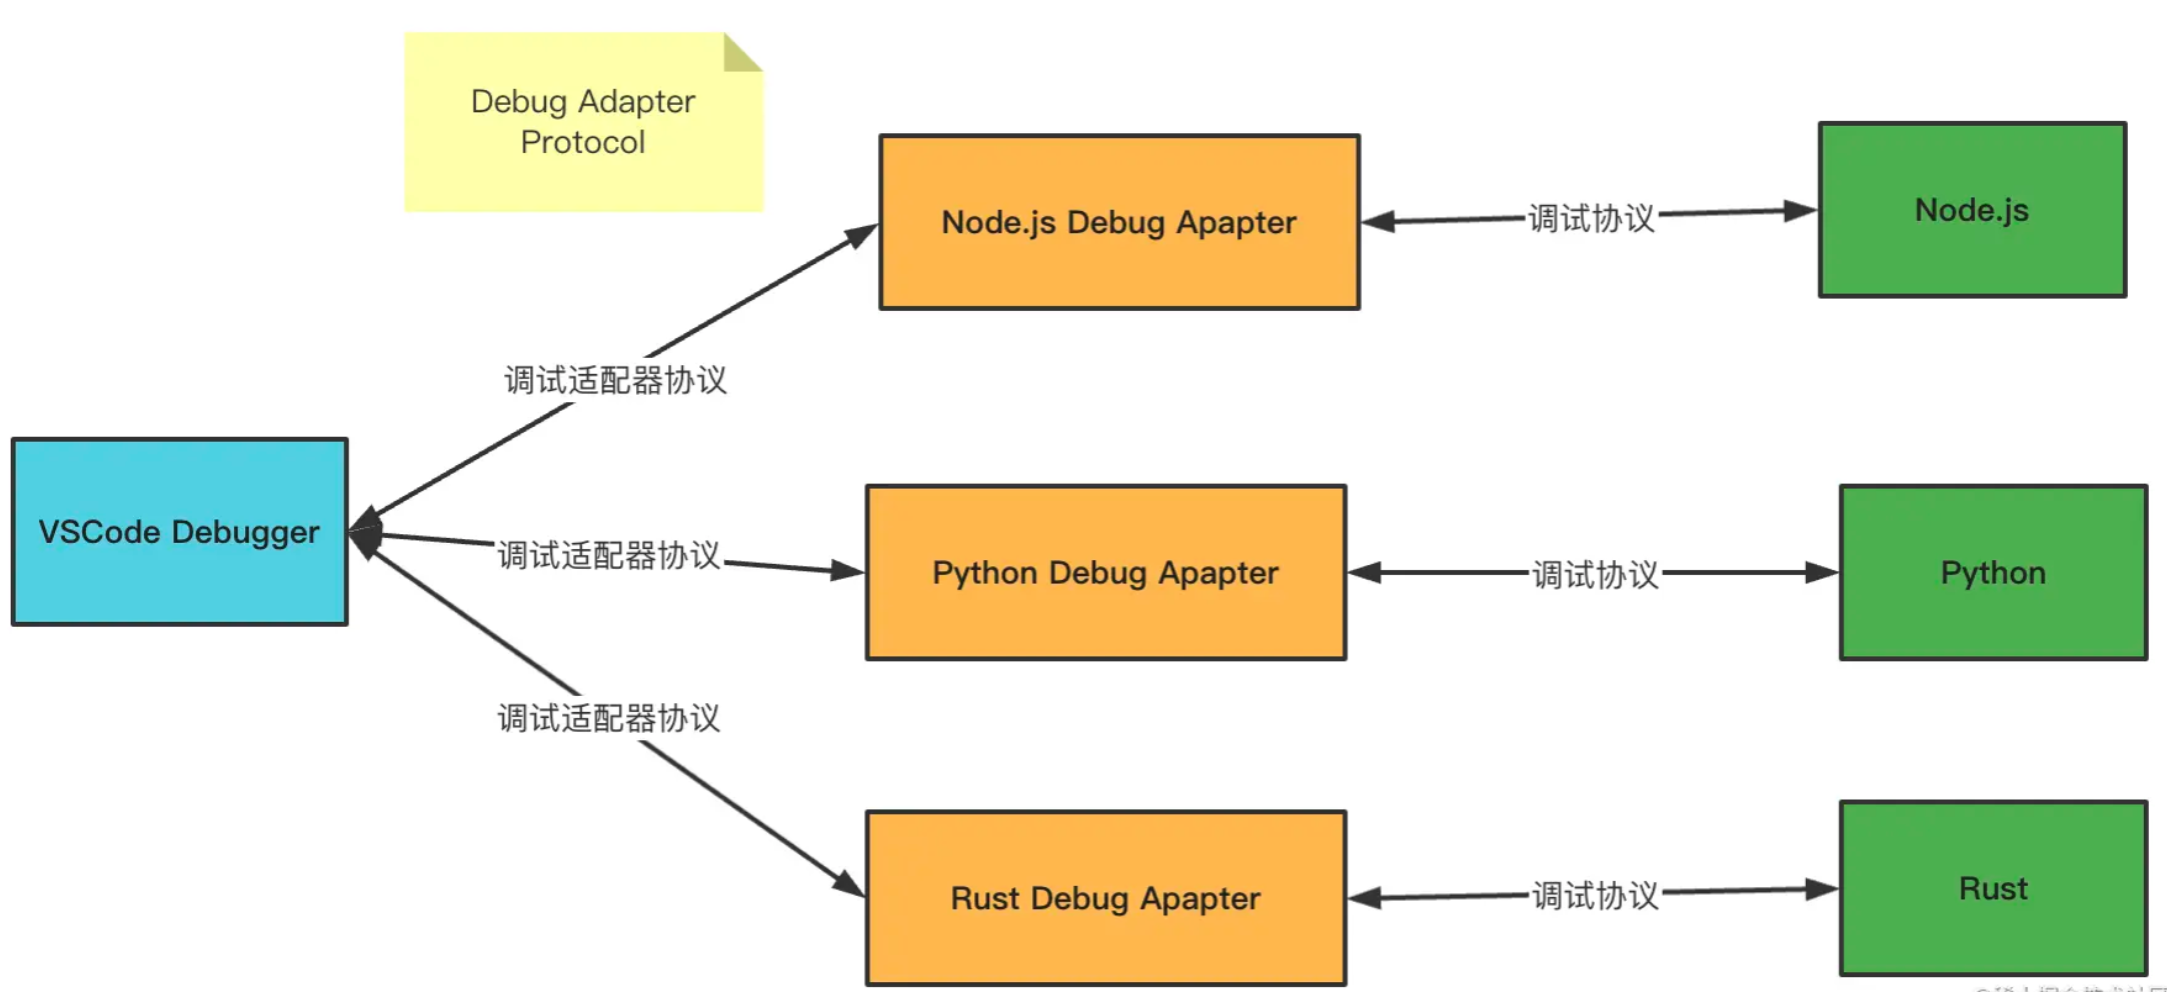 Debug Adapter
Protocol
Node.js Debug Apapter
调试协议
Node.js
调试适配器协议
VSCode Debugger
调试适配器协议
Python Debug Apapter
调试协议
Python
调试适配器协议
Rust Debug Apapter
调试协议
Rust